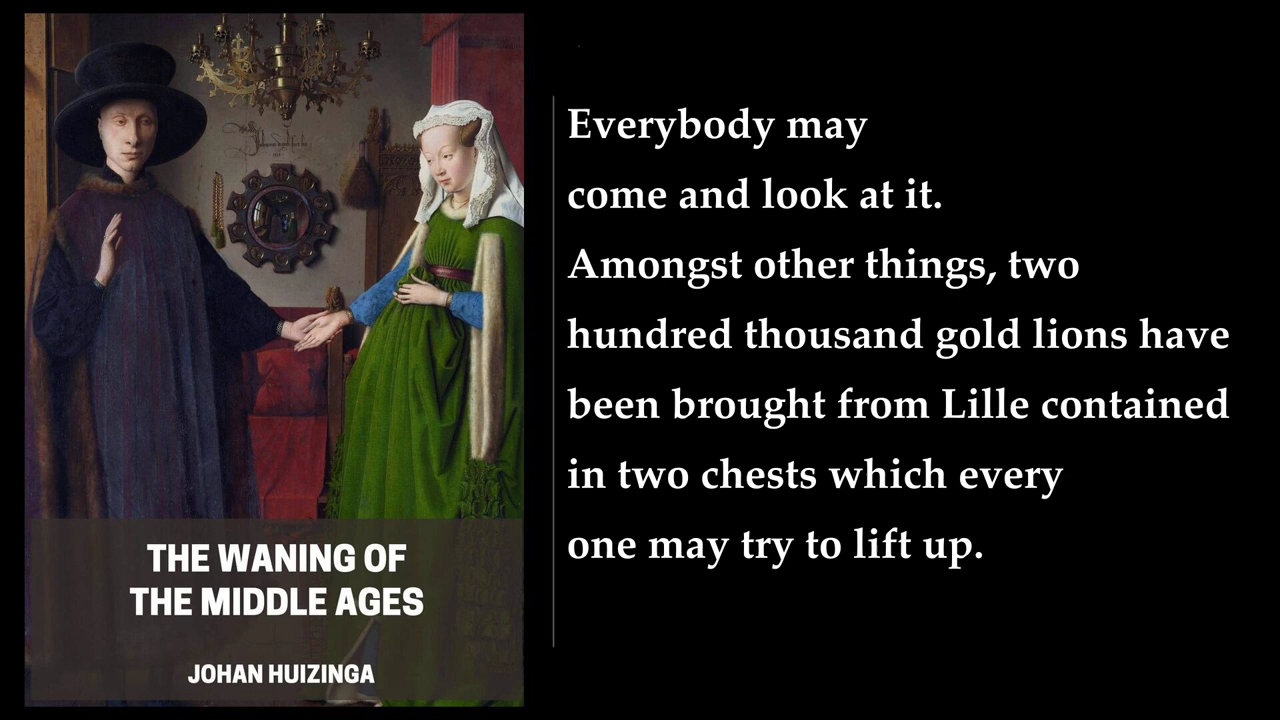 THE WANING OF
THE MIDDLE AGES
JOHAN HUIZINGA
Everybody may
come and look at it.
Amongst other things, two
hundred thousand gold lions have
been brought from Lille contained
in two chests which every
one may try to lift up.